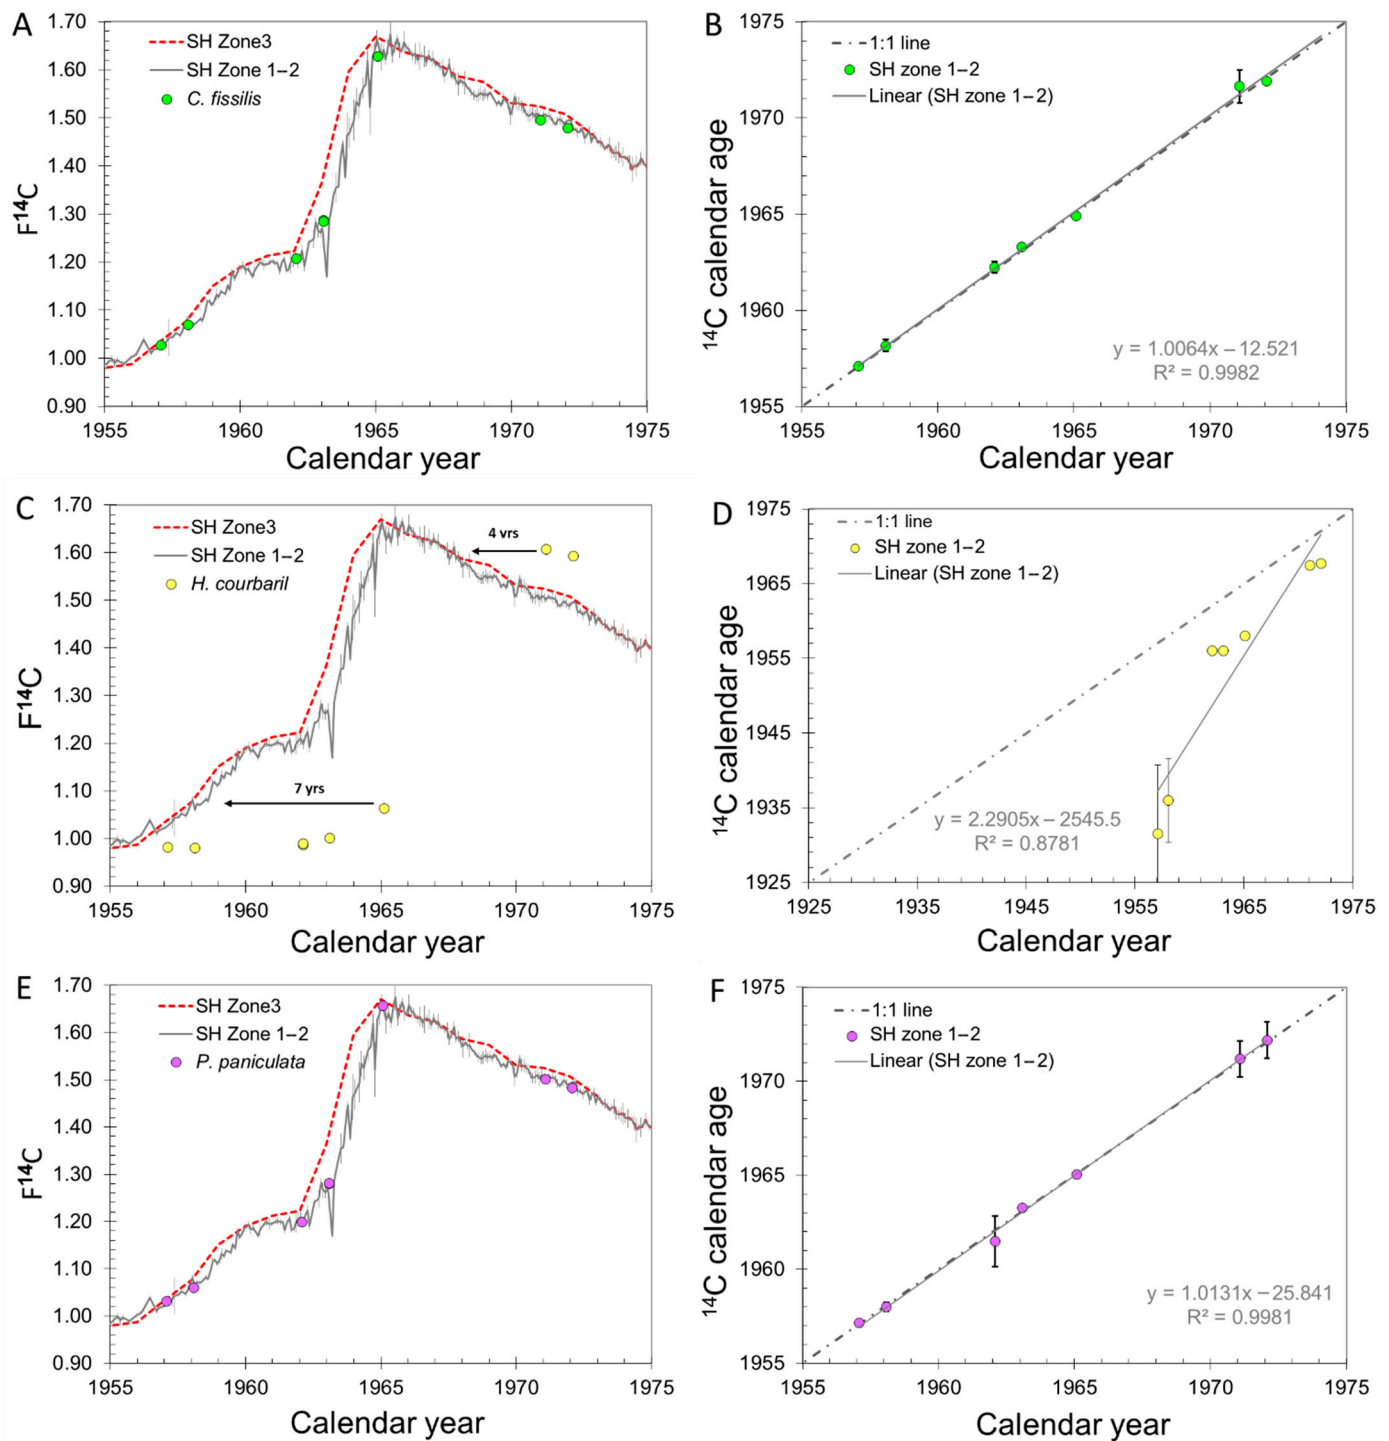 A
1.70
1.60
1.50
1.40
1.30
1.20
1.10
1.00
0.90
F¹⁴C
SH Zone3
SH Zone 1–2
C. fissilis
1955 1960 1965 1970 1975
Calendar year
B
1975
1970
1965
1960
1955
¹⁴C calendar age
1:1 line
SH zone 1–2
Linear (SH zone 1–2)
y = 1.0064x – 12.521
R² = 0.9982
1955 1960 1965 1970 1975
Calendar year
C
1.70
1.60
1.50
1.40
1.30
1.20
1.10
1.00
0.90
F¹⁴C
SH Zone3
SH Zone 1–2
H. courbaril
4 yrs
7 yrs
1955 1960 1965 1970 1975
Calendar year
D
1975
1965
1955
1945
1935
1925
¹⁴C calendar age
1:1 line
SH zone 1–2
Linear (SH zone 1–2)
y = 2.2905x – 2545.5
R² = 0.8781
1925 1935 1945 1955 1965 1975
Calendar year
E
1.70
1.60
1.50
1.40
1.30
1.20
1.10
1.00
0.90
F¹⁴C
SH Zone3
SH Zone 1–2
P. paniculata
1955 1960 1965 1970 1975
Calendar year
F
1975
1970
1965
1960
1955
¹⁴C calendar age
1:1 line
SH zone 1–2
Linear (SH zone 1–2)
y = 1.0131x – 25.841
R² = 0.9981
1955 1960 1965 1970 1975
Calendar year